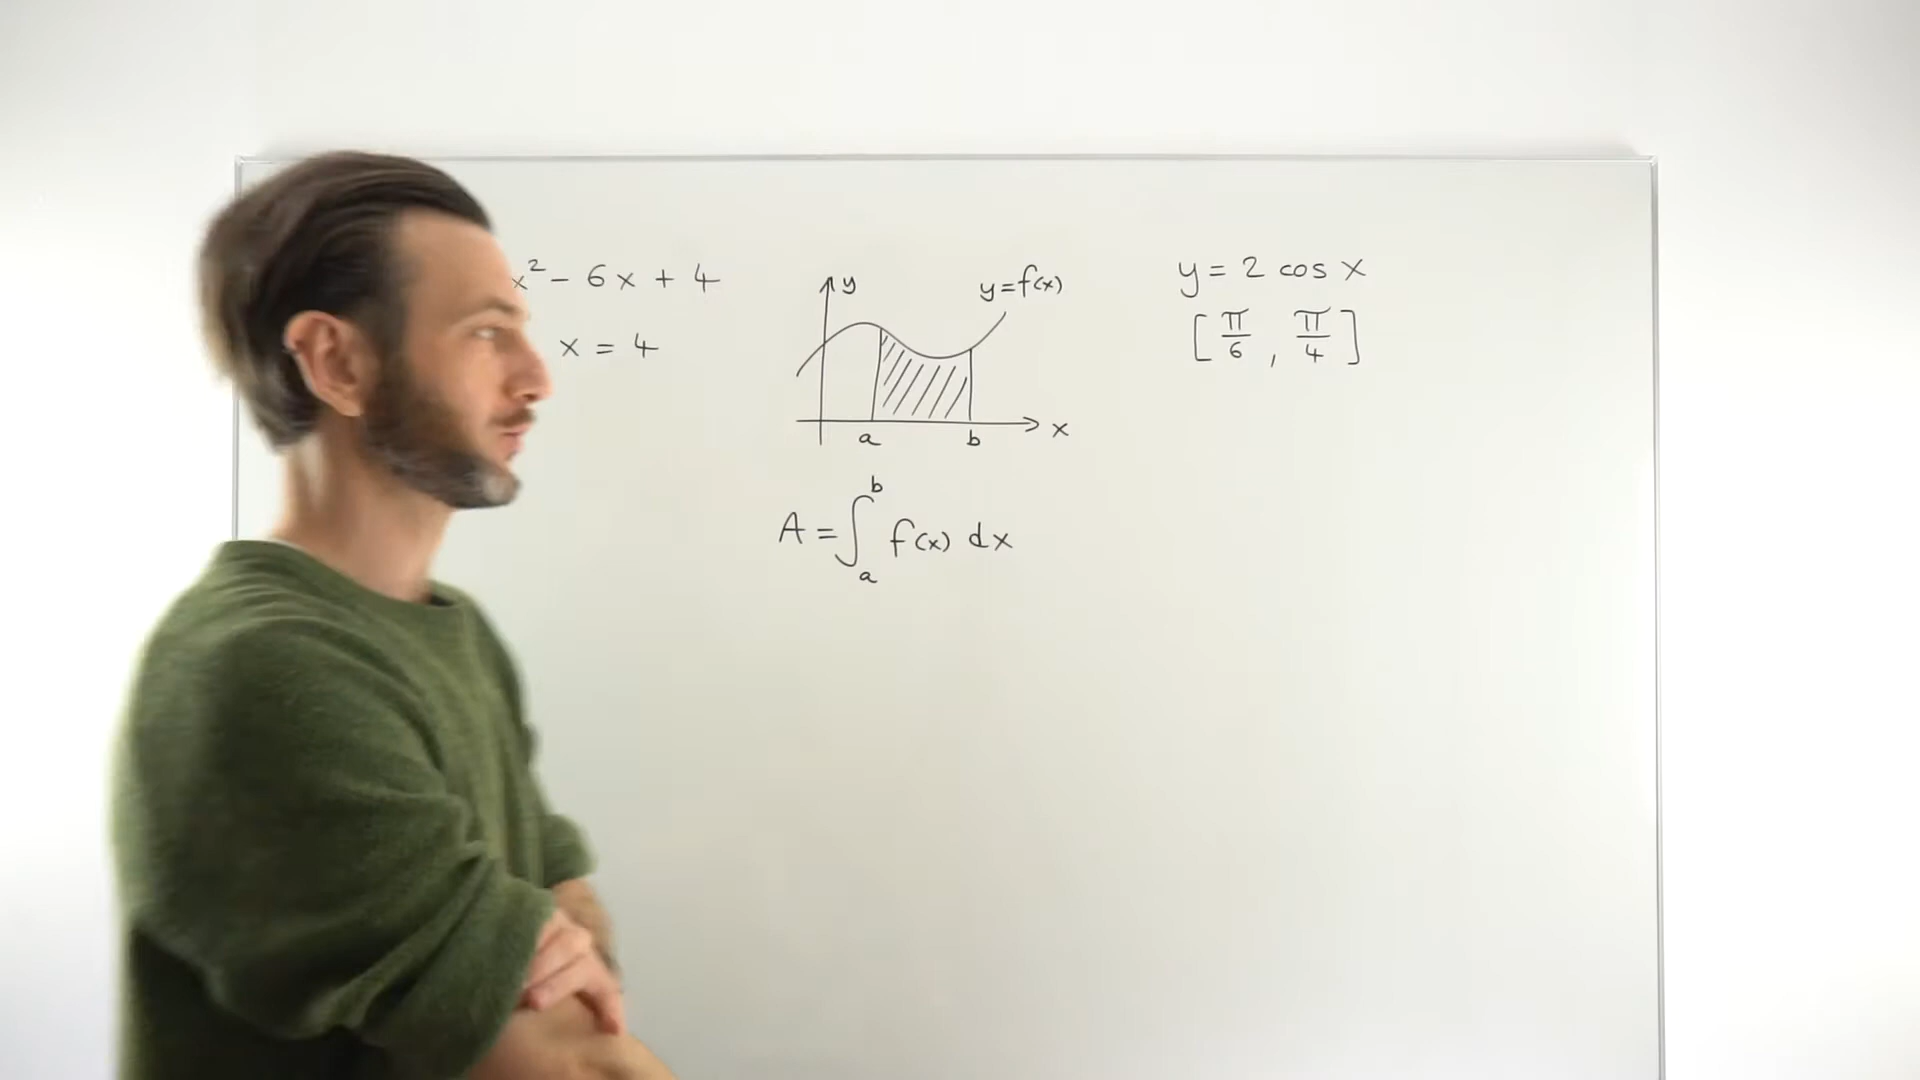 x² − 6x + 4
x = 4
y
y=f(x)
a
b
x
A = ∫ₐᵇ f(x) dx
y = 2 cos x
[π/6, π/4]